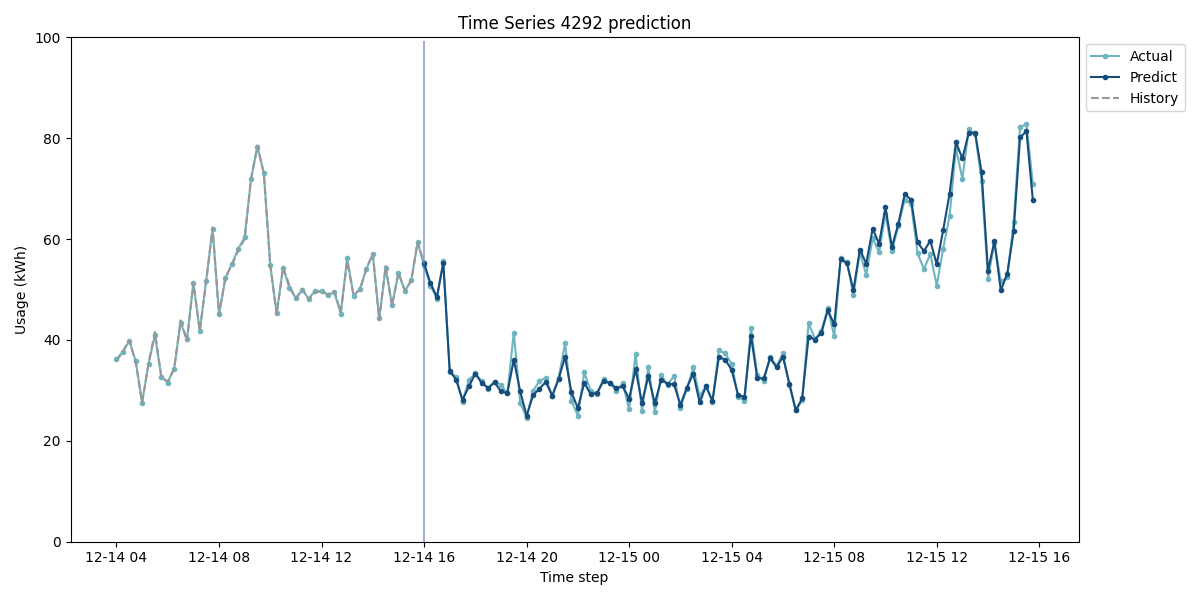 Time Series 4292 prediction
Usage (kWh)
100
80
60
40
20
0
12-14 04
12-14 08
12-14 12
12-14 16
12-14 20
12-15 00
12-15 04
12-15 08
12-15 12
12-15 16
Time step
Actual
Predict
History